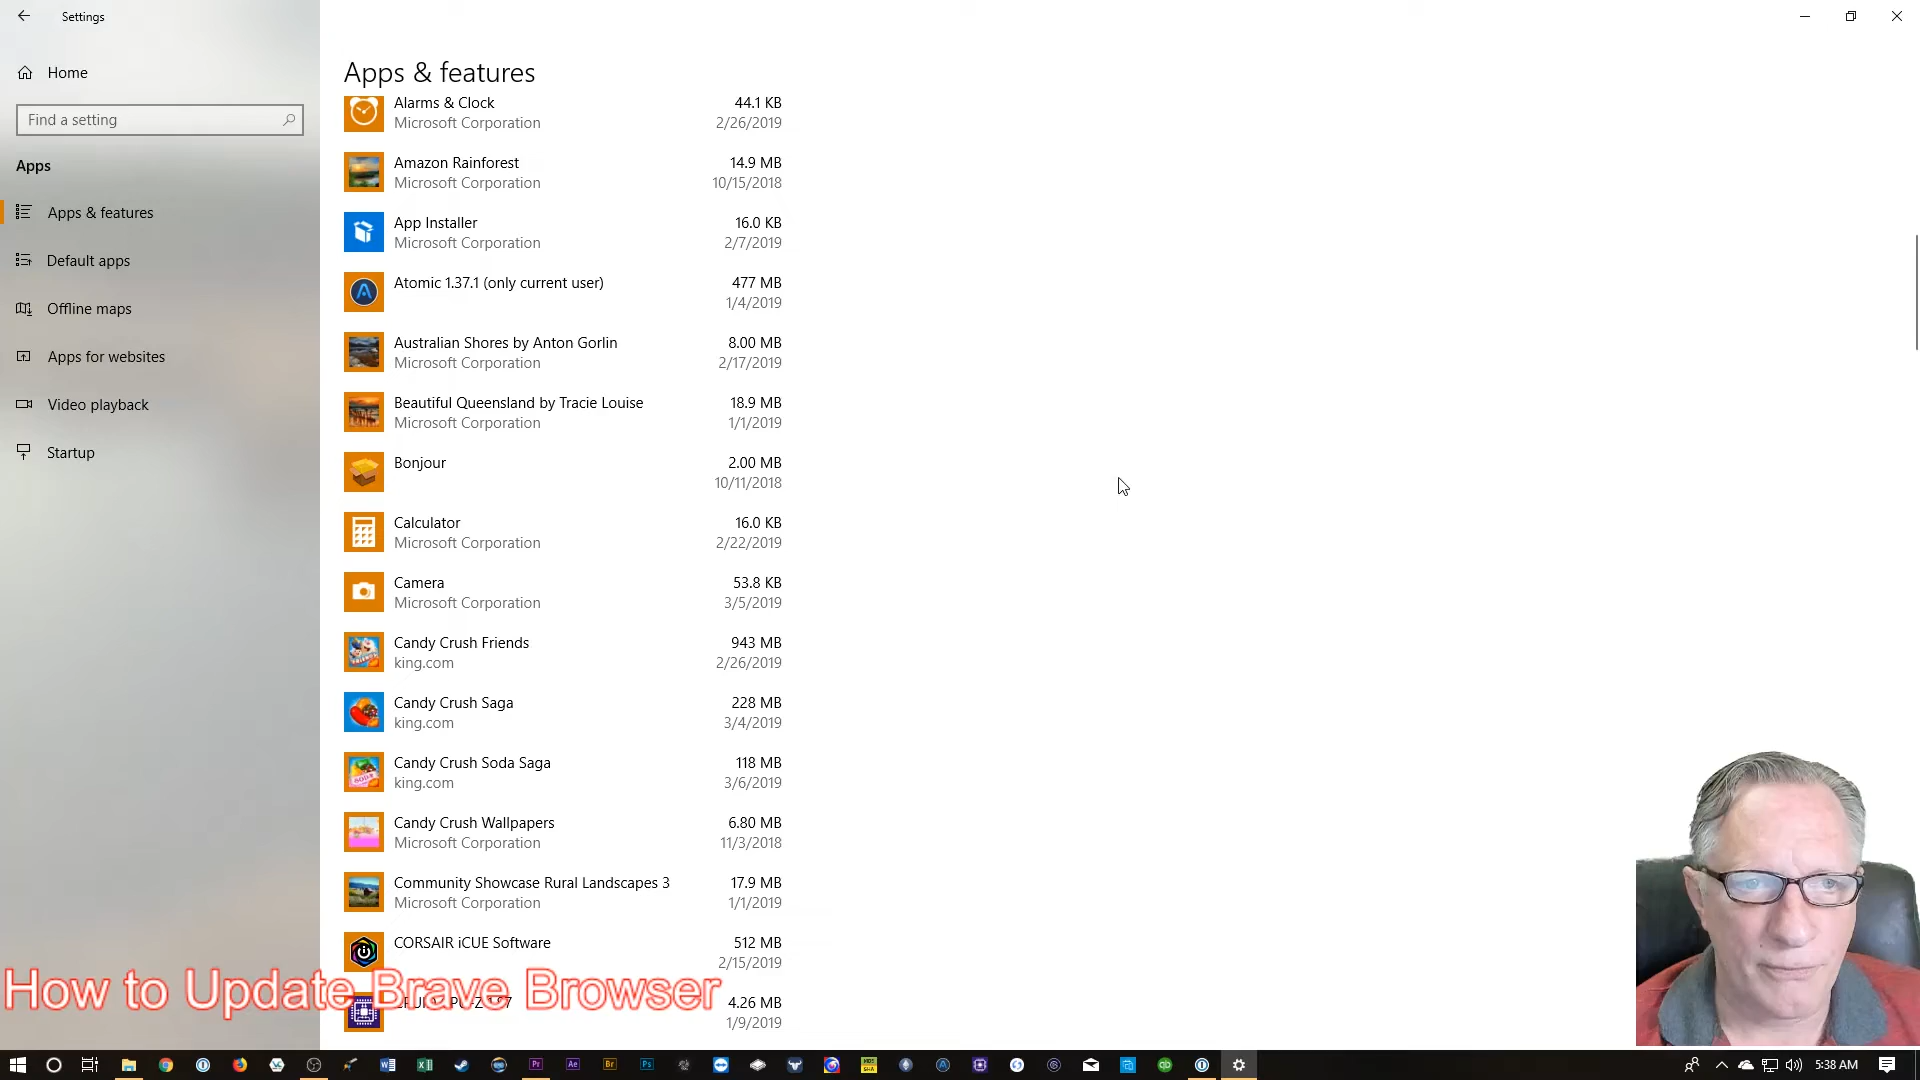 Settings
Home
Find a setting
Apps
Apps & features
Default apps
Offline maps
Apps for websites
Video playback
Startup
Apps & features
Alarms & Clock 44.1 KB
Microsoft Corporation 2/26/2019
Amazon Rainforest 14.9 MB
Microsoft Corporation 10/15/2018
App Installer 16.0 KB
Microsoft Corporation 2/7/2019
Atomic 1.37.1 (only current user) 477 MB
1/4/2019
Australian Shores by Anton Gorlin 8.00 MB
Microsoft Corporation 2/17/2019
Beautiful Queensland by Tracie Louise 18.9 MB
Microsoft Corporation 1/1/2019
Bonjour 2.00 MB
10/11/2018
Calculator 16.0 KB
Microsoft Corporation 2/22/2019
Camera 53.8 KB
Microsoft Corporation 3/5/2019
Candy Crush Friends 943 MB
king.com 2/26/2019
Candy Crush Saga 228 MB
king.com 3/4/2019
Candy Crush Soda Saga 118 MB
king.com 3/6/2019
Candy Crush Wallpapers 6.80 MB
Microsoft Corporation 11/3/2018
Community Showcase Rural Landscapes 3 17.9 MB
Microsoft Corporation 1/1/2019
CORSAIR iCUE Software 512 MB
2/15/2019
4.26 MB
1/9/2019
How to Update Brave Browser
Pr Ae Br Ps
5:38 AM